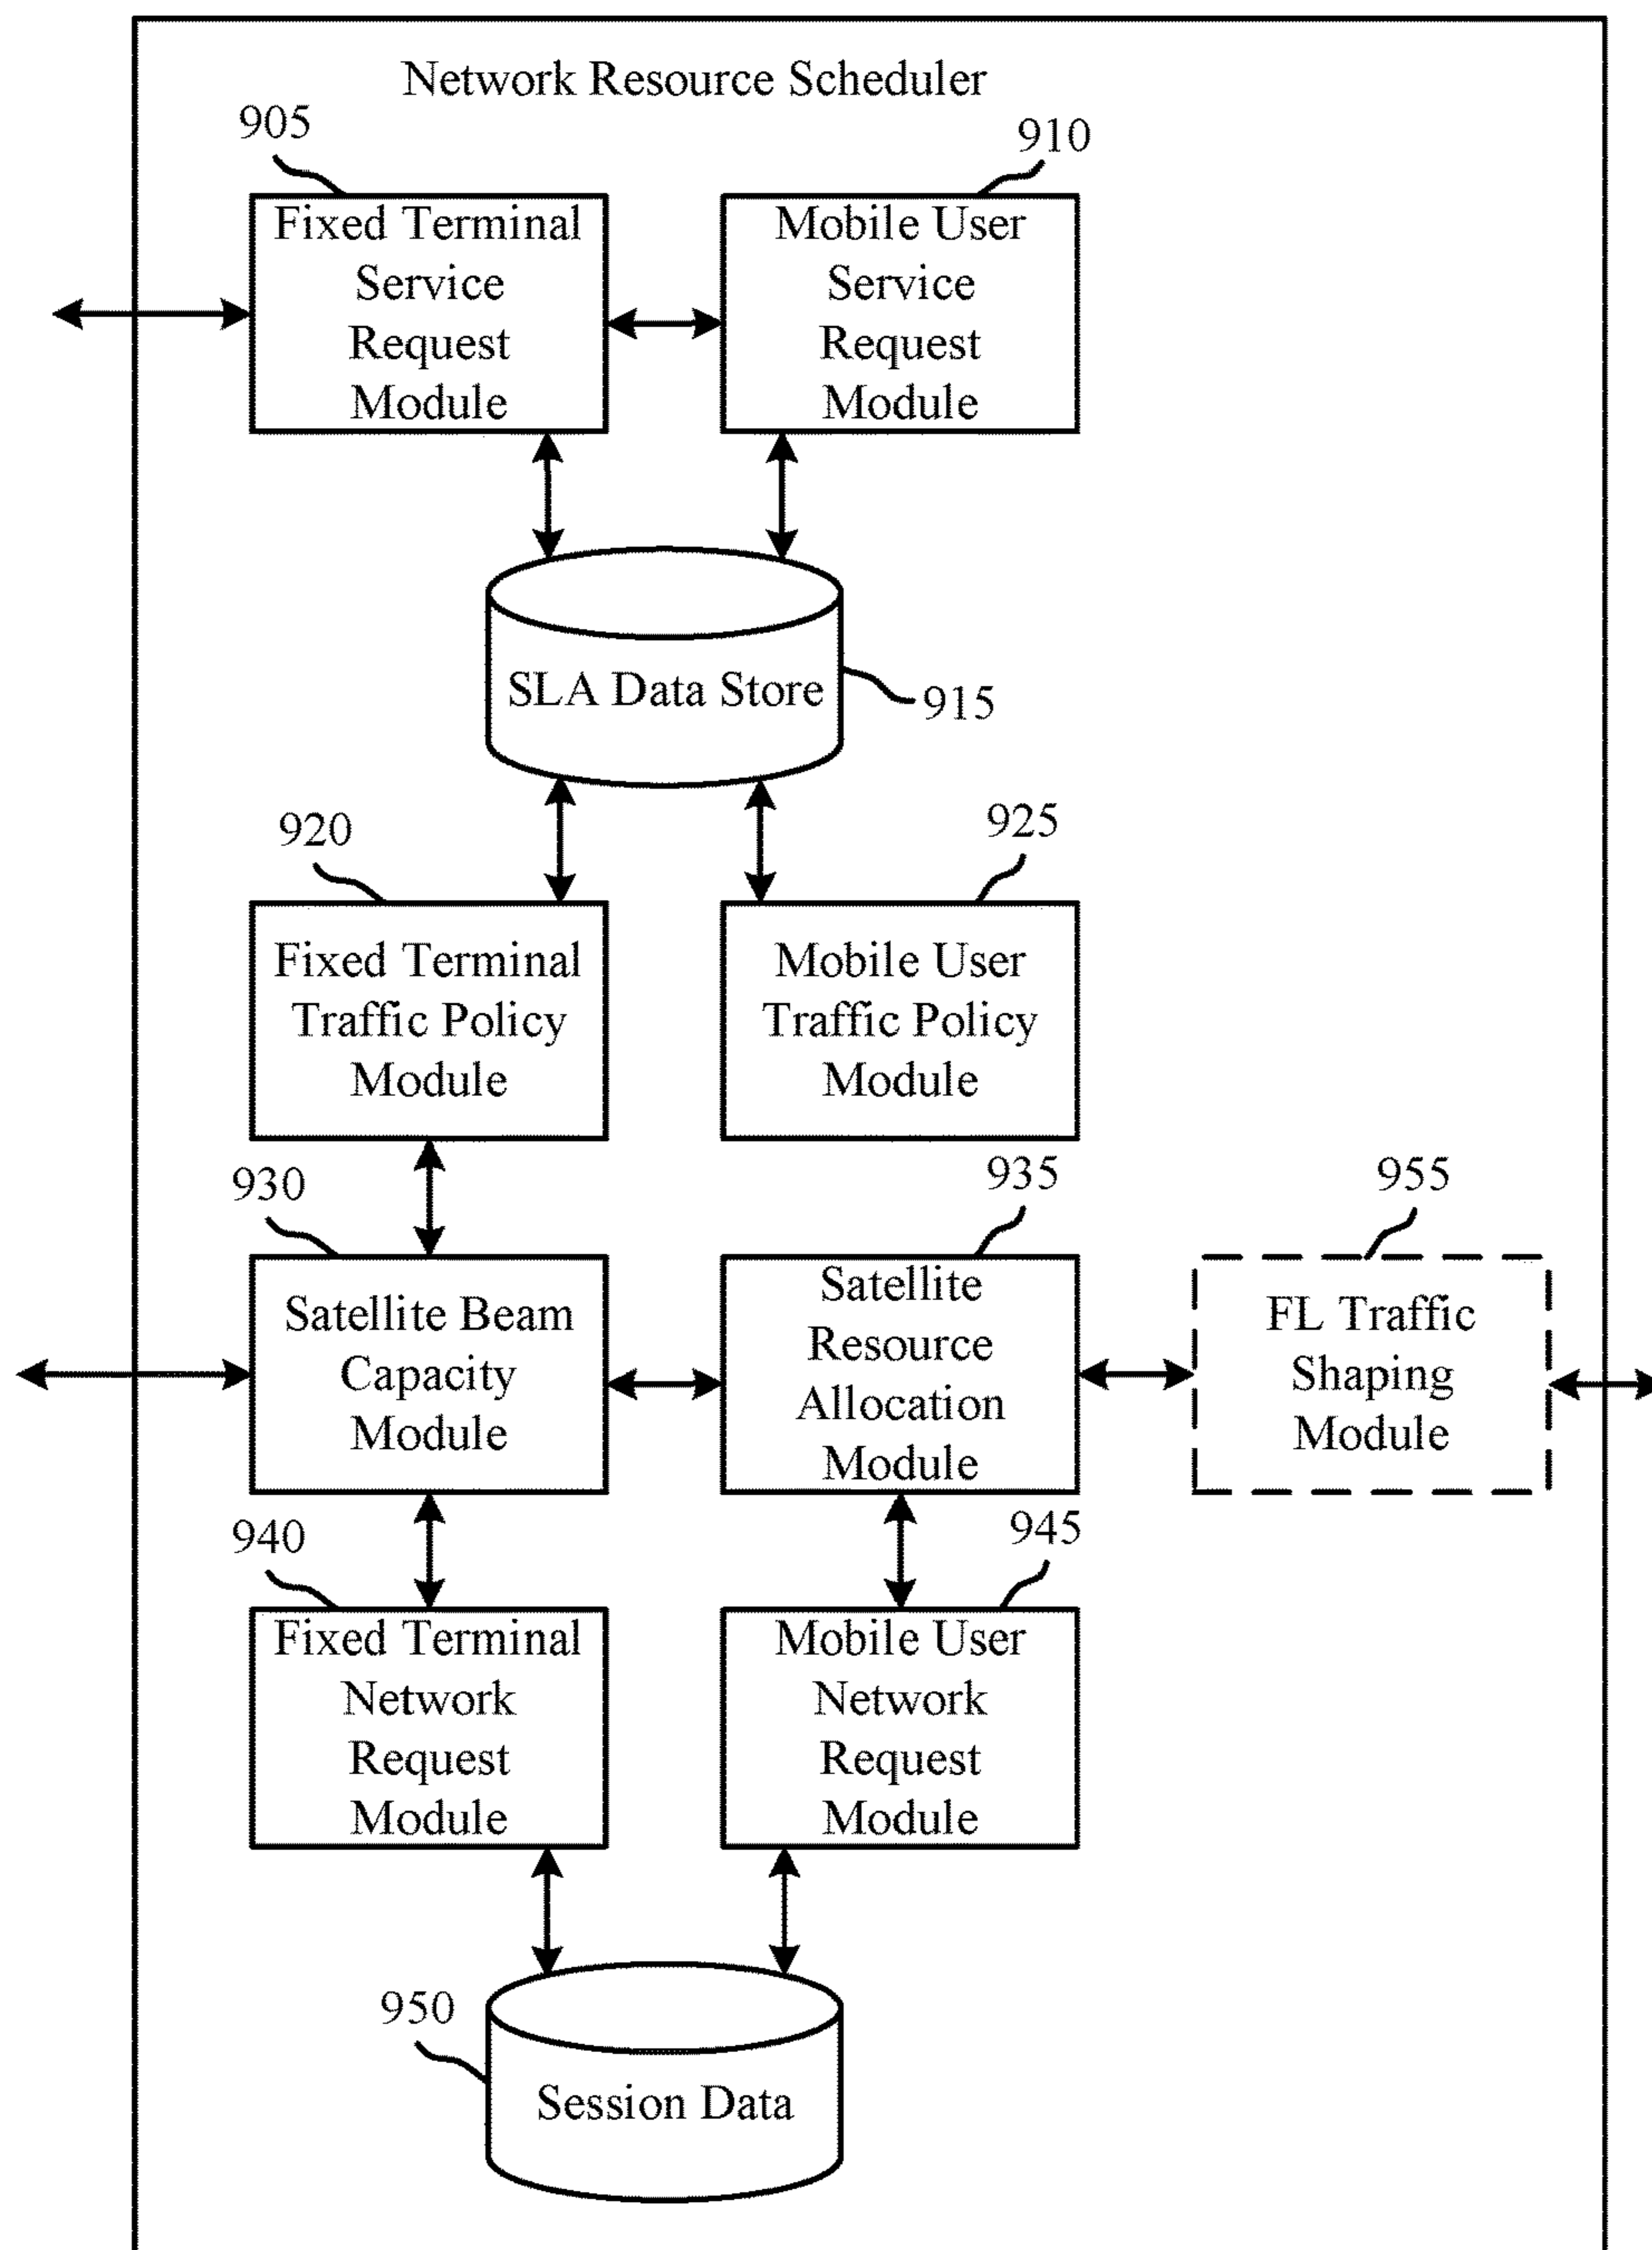 Network Resource Scheduler
905
910
Fixed Terminal
Service
Request
Module
Mobile User
Service
Request
Module
SLA Data Store
915
920
925
Fixed Terminal
Traffic Policy
Module
Mobile User
Traffic Policy
Module
930
935
955
Satellite Beam
Capacity
Module
Satellite
Resource
Allocation
Module
FL Traffic
Shaping
Module
940
945
Fixed Terminal
Network
Request
Module
Mobile User
Network
Request
Module
950
Session Data